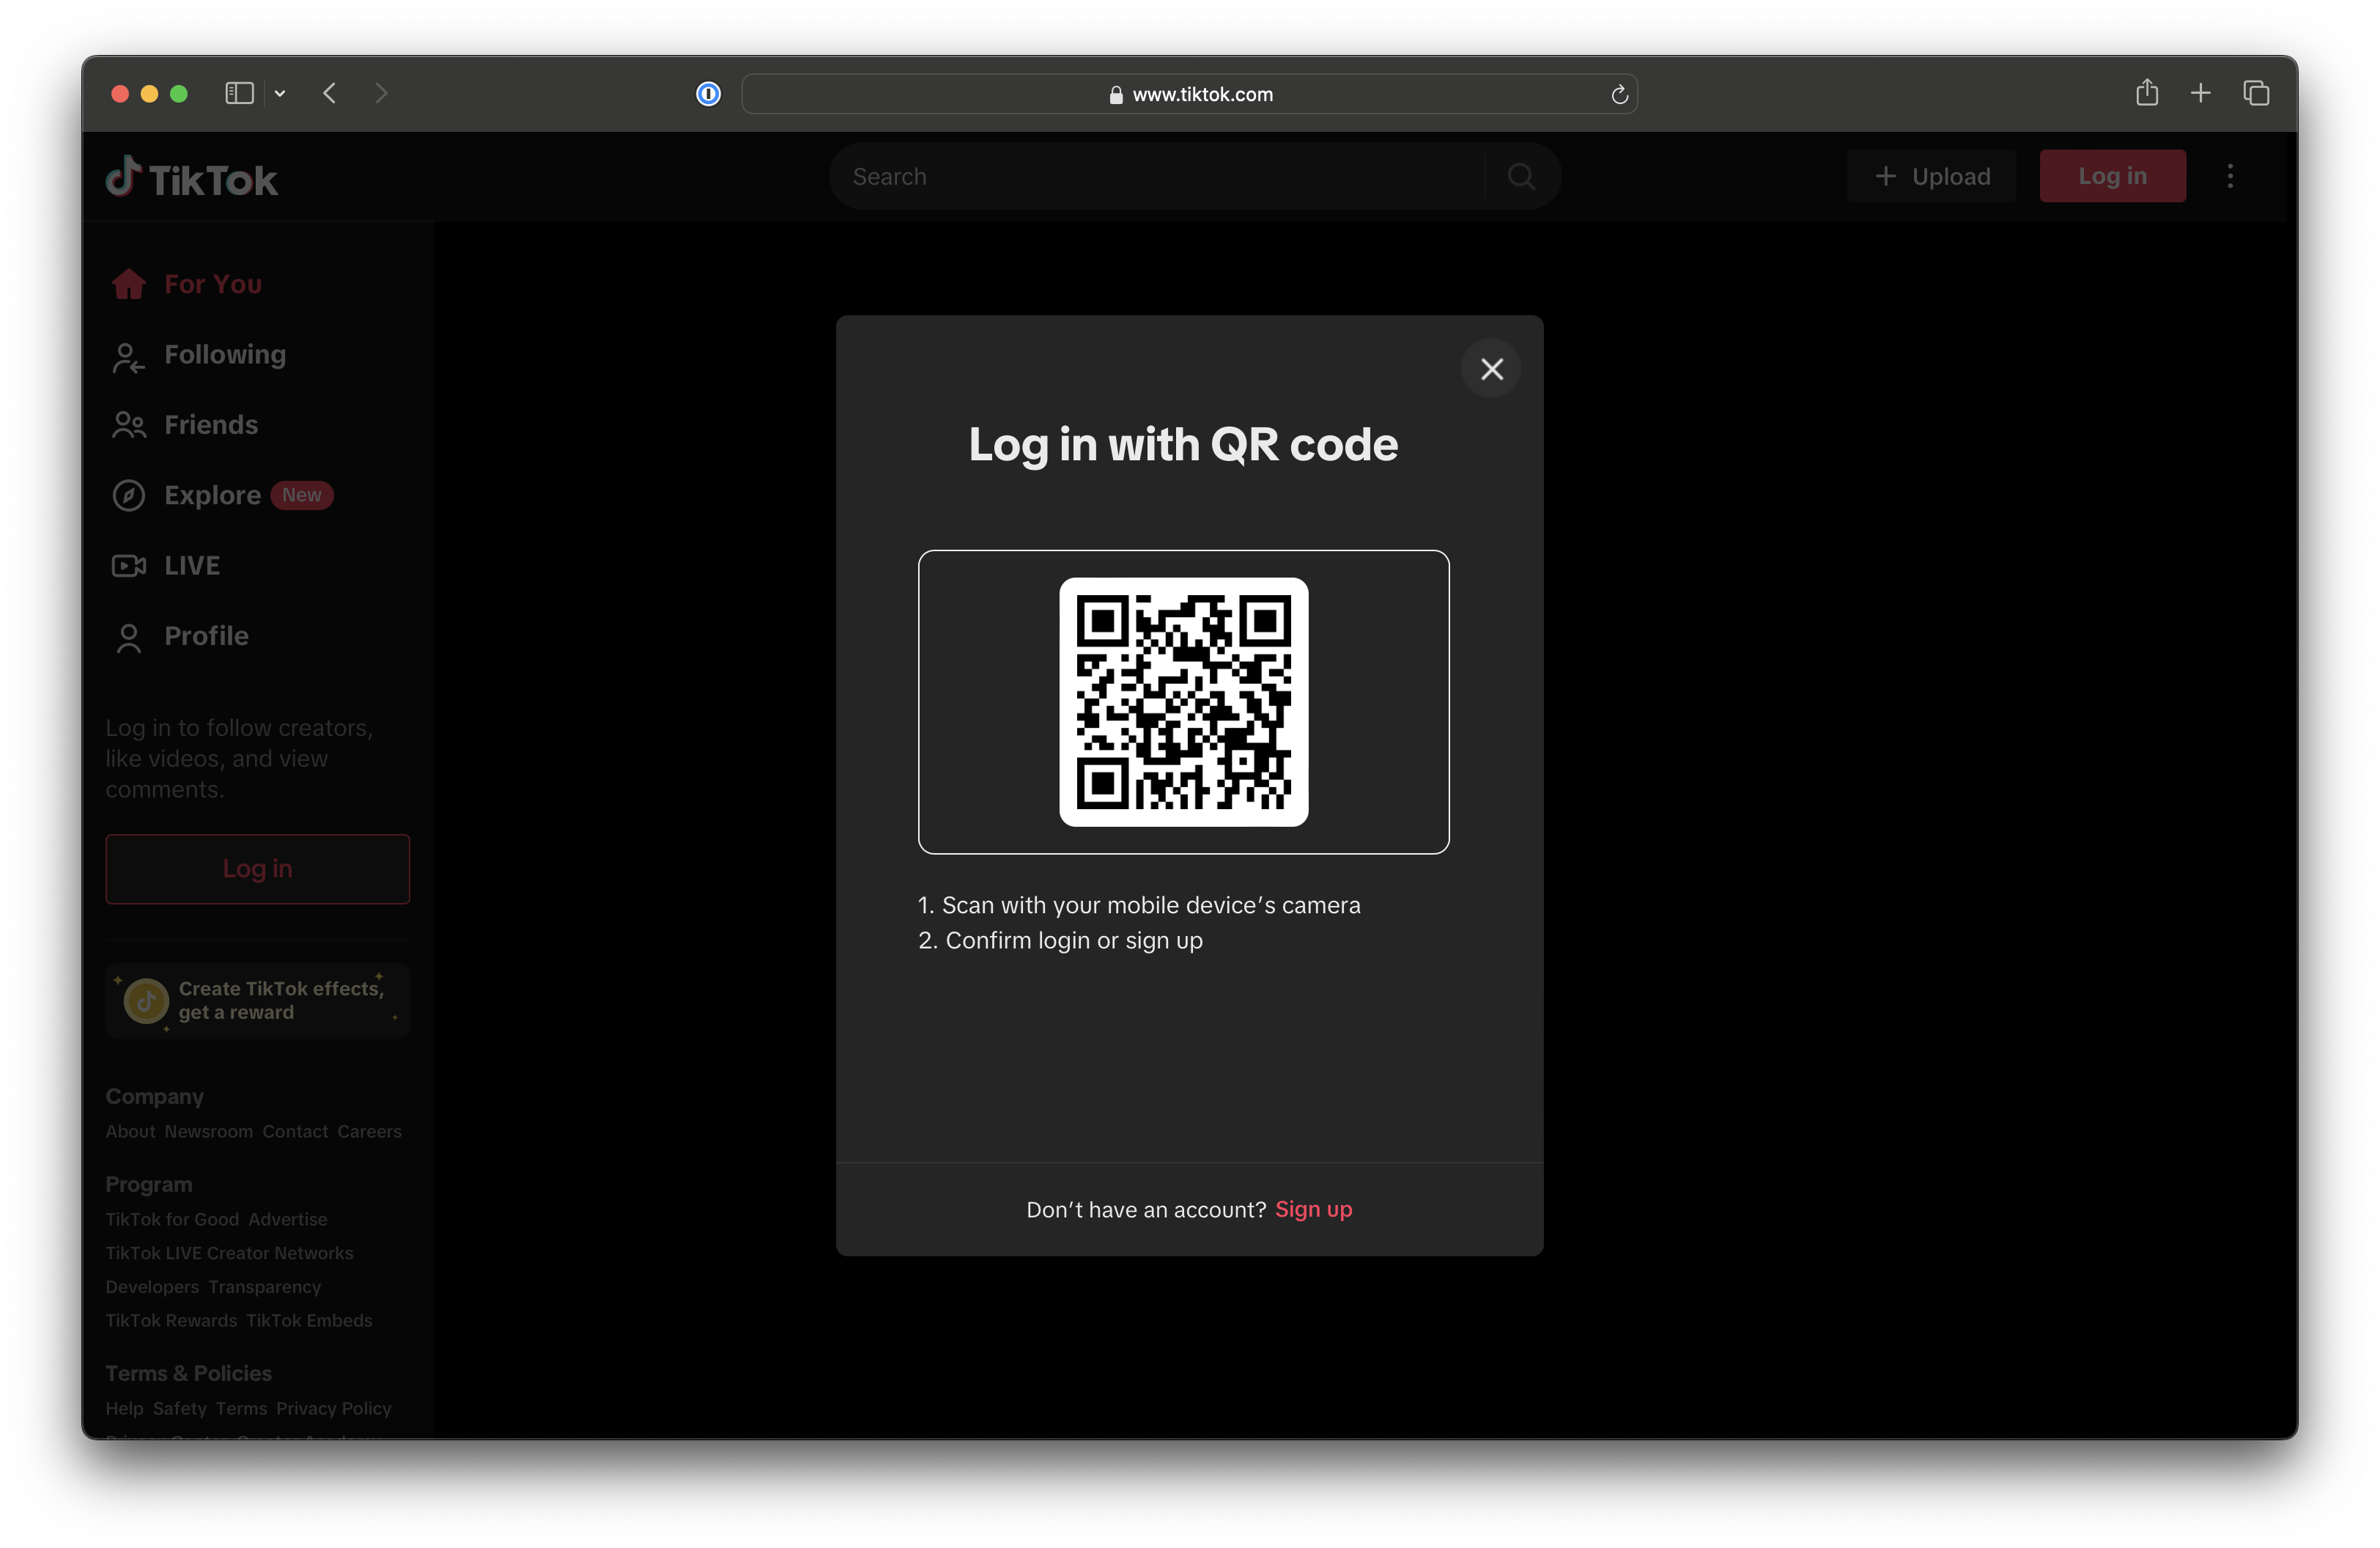 www.tiktok.com
TikTok
Search
Upload
Log in
For You
Following
Friends
Explore New
LIVE
Profile
Log in to follow creators,
like videos, and view
comments.
Log in
Create TikTok effects,
get a reward
Company
About Newsroom Contact Careers
Program
TikTok for Good Advertise
TikTok LIVE Creator Networks
Developers Transparency
TikTok Rewards TikTok Embeds
Terms & Policies
Help Safety Terms Privacy Policy
Log in with QR code
1. Scan with your mobile device’s camera
2. Confirm login or sign up
Don’t have an account? Sign up